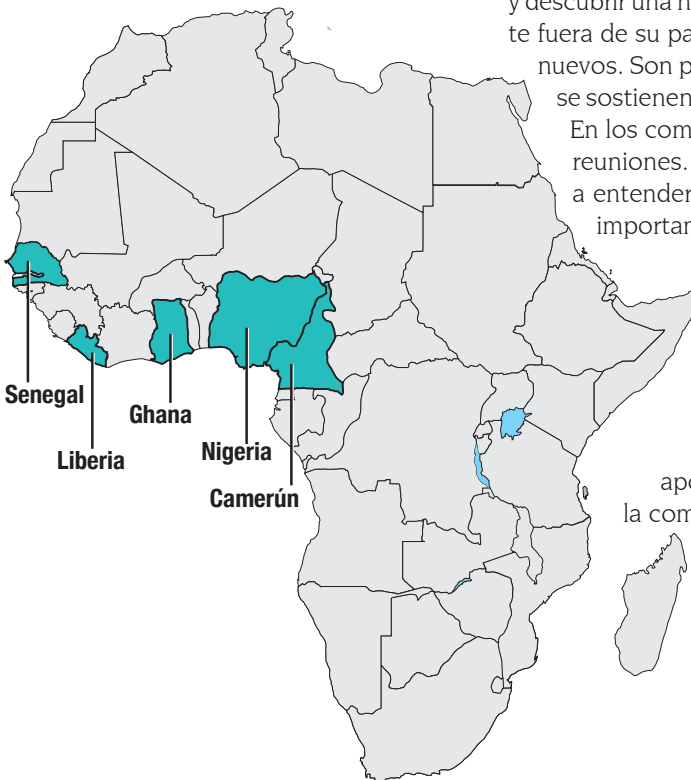 y descubrir una
te fuera de su
nuevos. Son
se sostienen
En los
reuniones.
a entender
Senegal
Ghana
Liberia
Nigeria
Camerún
la